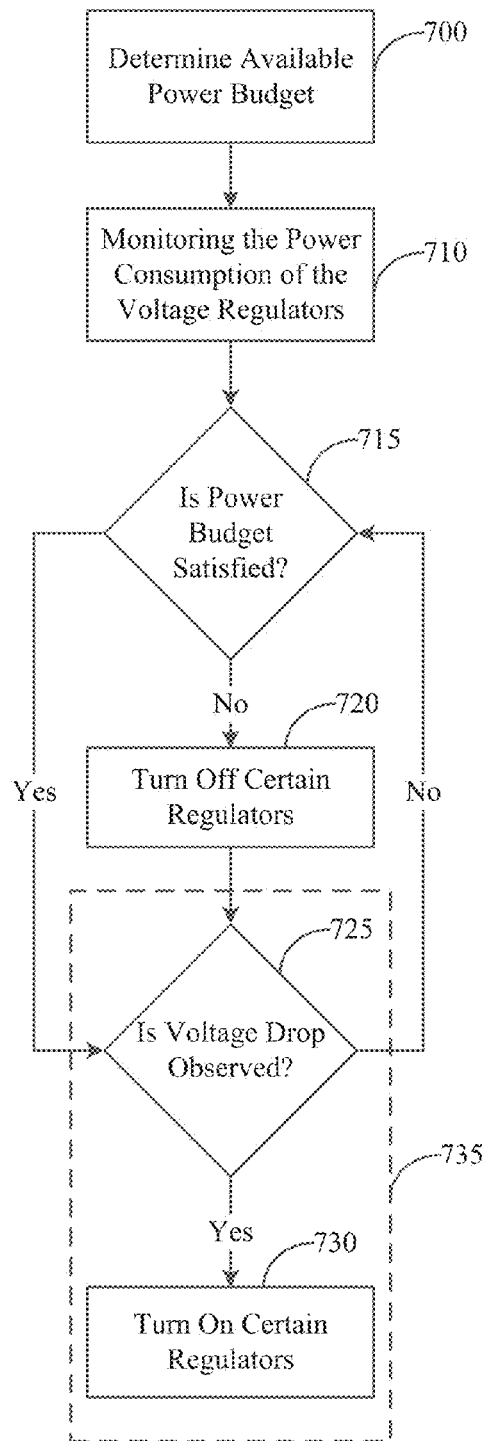 700
Determine Available
Power Budget
710
Monitoring the Power
Consumption of the
Voltage Regulators
715
Is Power
Budget
Satisfied?
No
720
Yes
Turn Off Certain
Regulators
No
725
Is Voltage Drop
Observed?
735
Yes
730
Turn On Certain
Regulators